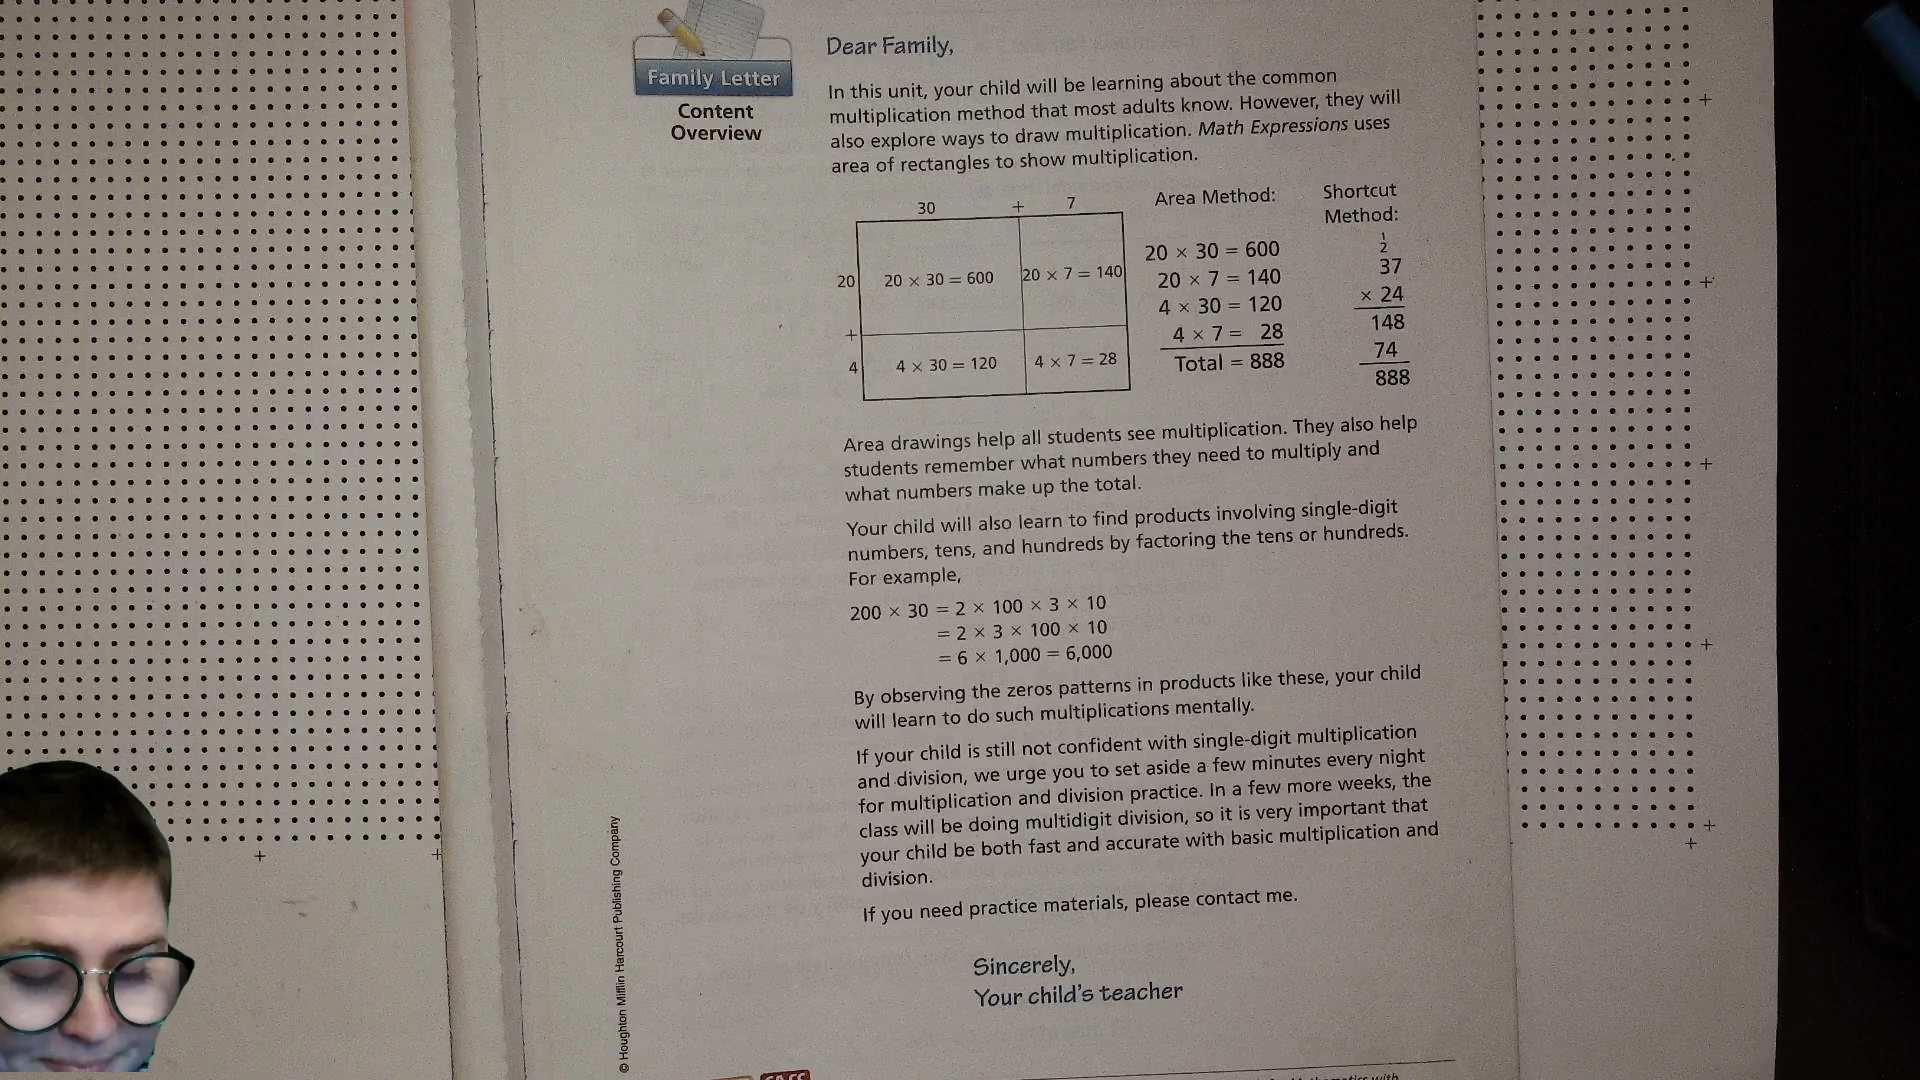 Family Letter
Content
Overview
Dear Family,
In this unit, your child will be learning about the common
multiplication method that most adults know. However, they will
also explore ways to draw multiplication. Math Expressions uses
area of rectangles to show multiplication.
30 + 7
20
20 × 30 = 600
20 × 7 = 140
+
4
4 × 30 = 120
4 × 7 = 28
Area Method:
20 × 30 = 600
20 × 7 = 140
4 × 30 = 120
4 × 7 = 28
Total = 888
Shortcut
Method:
1
2
37
× 24
148
74
888
Area drawings help all students see multiplication. They also help
students remember what numbers they need to multiply and
what numbers make up the total.
Your child will also learn to find products involving single-digit
numbers, tens, and hundreds by factoring the tens or hundreds.
For example,
200 × 30 = 2 × 100 × 3 × 10
= 2 × 3 × 100 × 10
= 6 × 1,000 = 6,000
By observing the zeros patterns in products like these, your child
will learn to do such multiplications mentally.
If your child is still not confident with single-digit multiplication
and division, we urge you to set aside a few minutes every night
for multiplication and division practice. In a few more weeks, the
class will be doing multidigit division, so it is very important that
your child be both fast and accurate with basic multiplication and
division.
If you need practice materials, please contact me.
Sincerely,
Your child's teacher
© Houghton Mifflin Harcourt Publishing Company